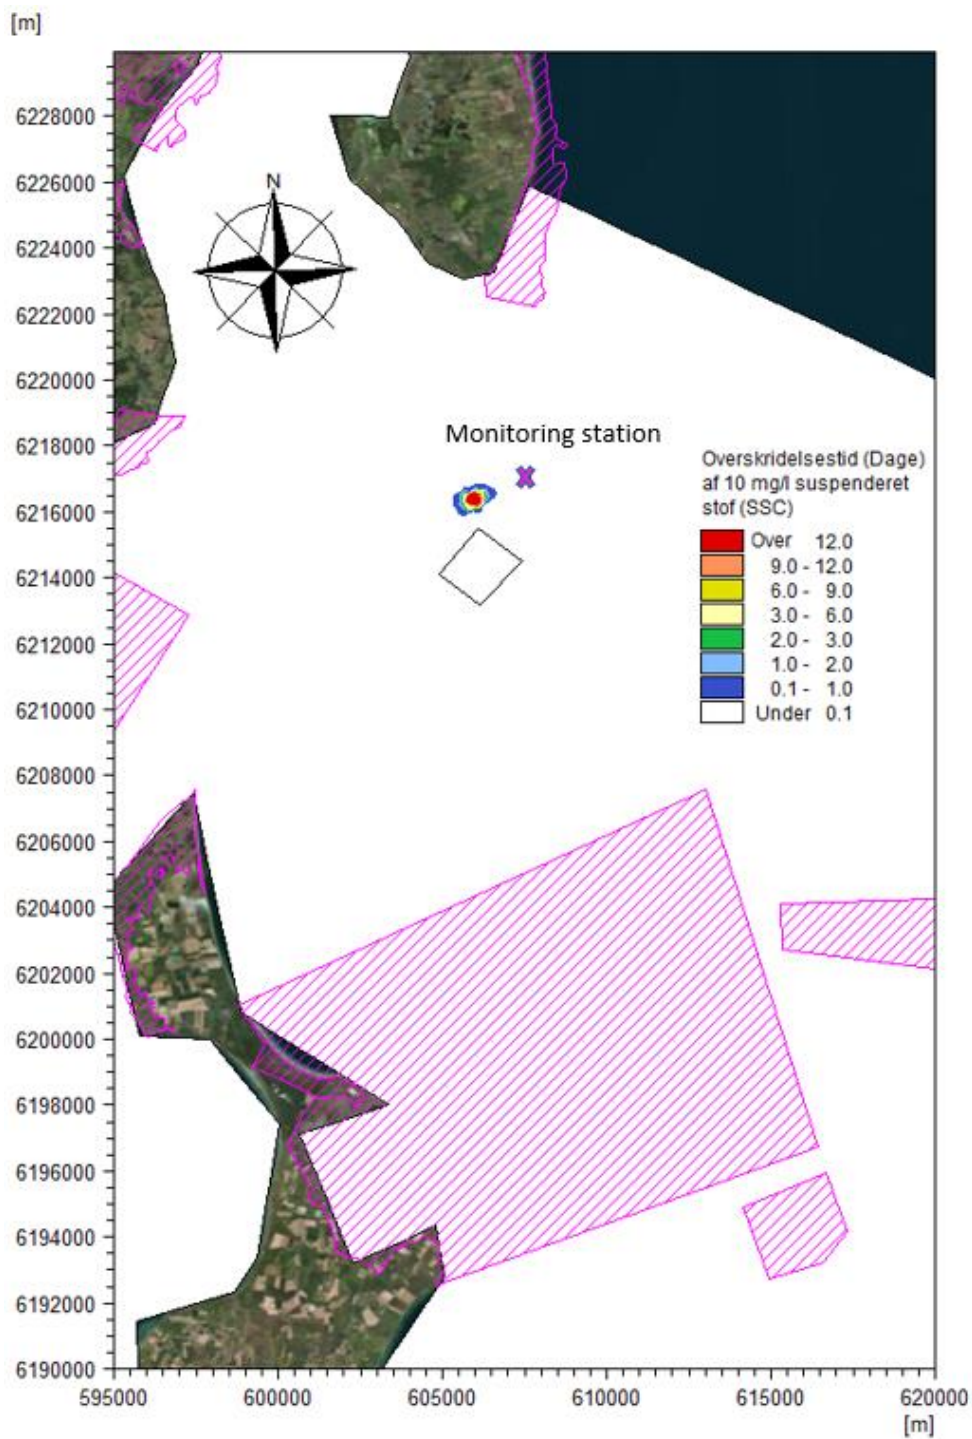 [m]
6228000
6226000
6224000
6222000
6220000
6218000
6216000
6214000
6212000
6210000
6208000
6206000
6204000
6202000
6200000
6198000
6196000
6194000
6192000
6190000
N
Monitoring station
Overskridelsestid (Dage)
af 10 mg/l suspenderet
stof (SSC)
Over 12.0
9.0 - 12.0
6.0 - 9.0
3.0 - 6.0
2.0 - 3.0
1.0 - 2.0
0.1 - 1.0
Under 0.1
595000 600000 605000 610000 615000 620000
[m]